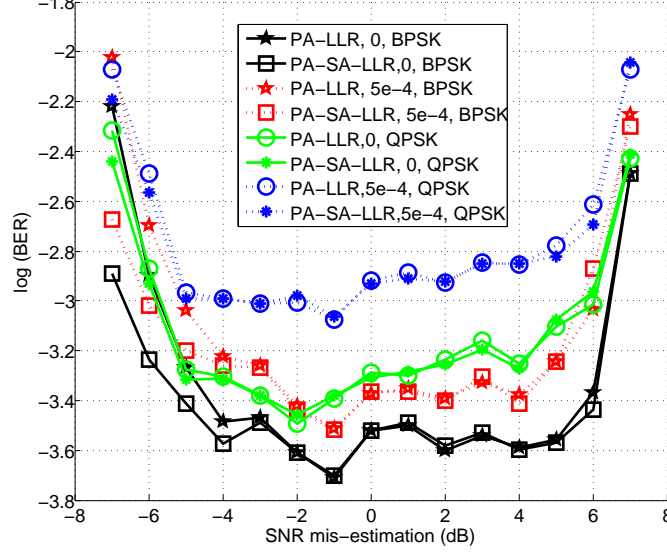 −2
−2.2
−2.4
−2.6
−2.8
−3
−3.2
−3.4
−3.6
−3.8
log (BER)
PA−LLR, 0, BPSK
PA−SA−LLR,0, BPSK
PA−LLR, 5e−4, BPSK
PA−SA−LLR, 5e−4, BPSK
PA−LLR,0, QPSK
PA−SA−LLR, 0, QPSK
PA−LLR,5e−4, QPSK
PA−SA−LLR,5e−4, QPSK
−8 −6 −4 −2 0 2 4 6 8
SNR mis−estimation (dB)